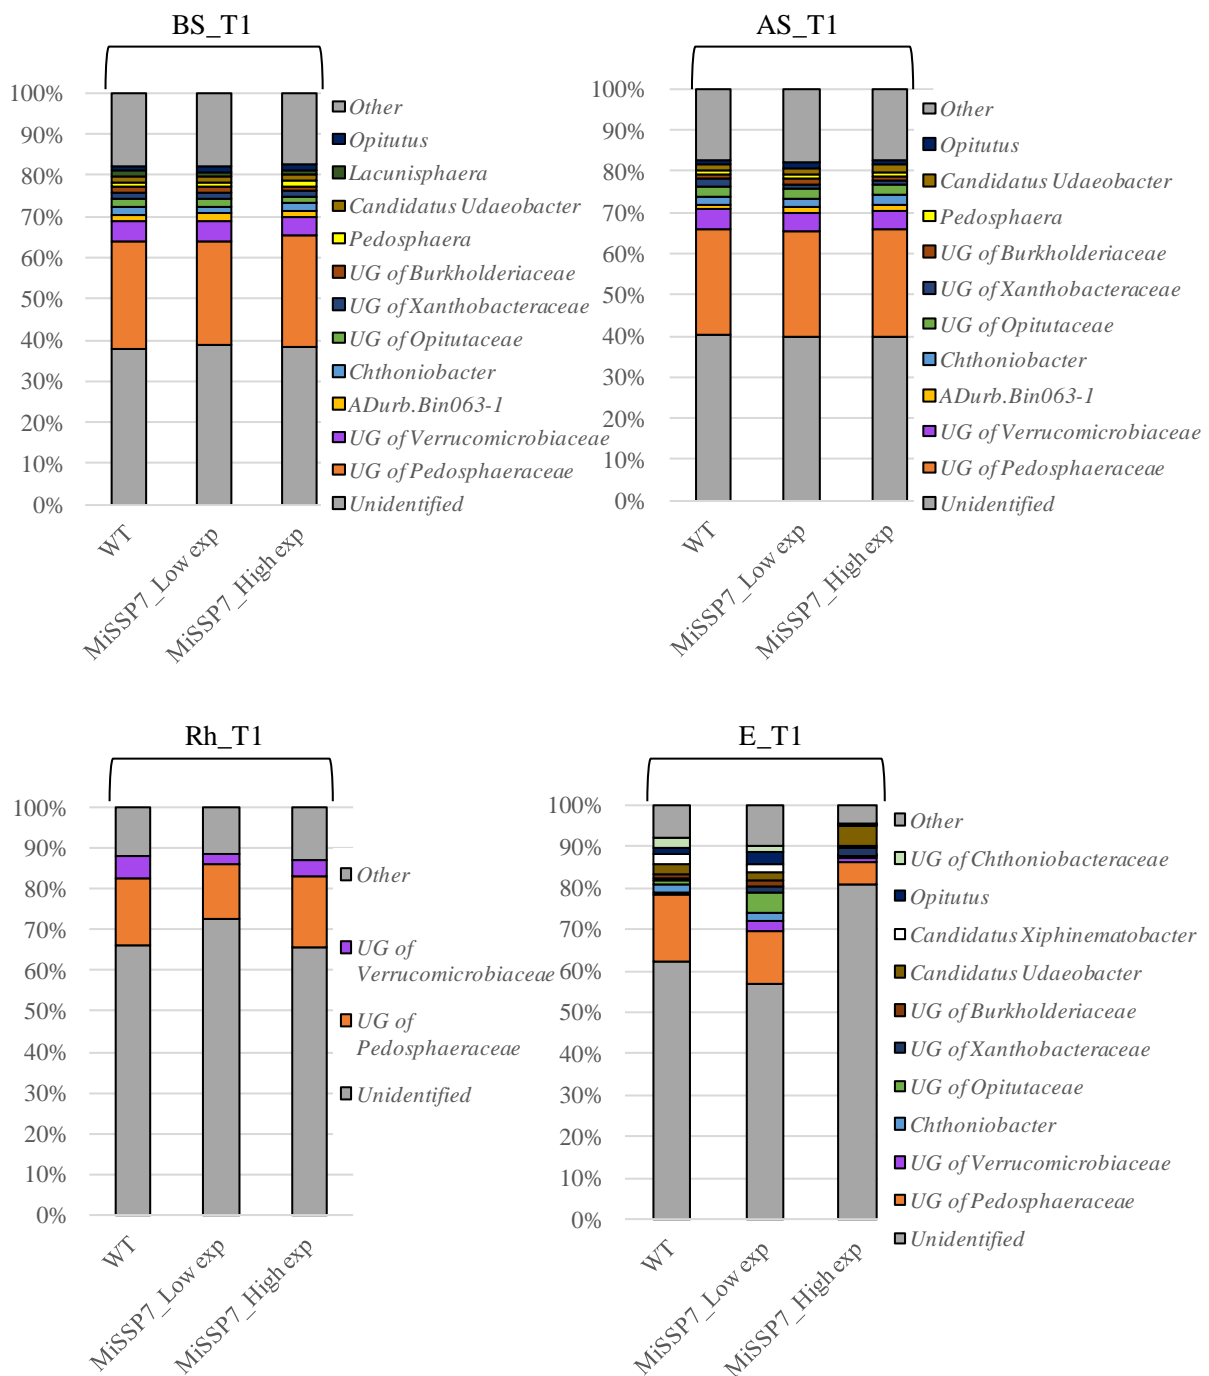 BS_T1
100%
90%
80%
70%
60%
50%
40%
30%
20%
10%
0%
Other
Opitutus
Lacunisphaera
Candidatus Udaeobacter
Pedosphaera
UG of Burkholderiaceae
UG of Xanthobacteraceae
UG of Opitutaceae
Chthoniobacter
ADurb.Bin063-1
UG of Verrucomicrobiaceae
UG of Pedosphaeraceae
Unidentified
WT
MiSSP7_Low exp
MiSSP7_High exp
AS_T1
100%
90%
80%
70%
60%
50%
40%
30%
20%
10%
0%
Other
Opitutus
Candidatus Udaeobacter
Pedosphaera
UG of Burkholderiaceae
UG of Xanthobacteraceae
UG of Opitutaceae
Chthoniobacter
ADurb.Bin063-1
UG of Verrucomicrobiaceae
UG of Pedosphaeraceae
Unidentified
WT
MiSSP7_Low exp
MiSSP7_High exp
Rh_T1
100%
90%
80%
70%
60%
50%
40%
30%
20%
10%
0%
Other
UG of
Verrucomicrobiaceae
UG of
Pedosphaeraceae
Unidentified
WT
MiSSP7_Low exp
MiSSP7_High exp
E_T1
100%
90%
80%
70%
60%
50%
40%
30%
20%
10%
0%
Other
UG of Chthoniobacteraceae
Opitutus
Candidatus Xiphinematobacter
Candidatus Udaeobacter
UG of Burkholderiaceae
UG of Xanthobacteraceae
UG of Opitutaceae
Chthoniobacter
UG of Verrucomicrobiaceae
UG of Pedosphaeraceae
Unidentified
WT
MiSSP7_Low exp
MiSSP7_High exp